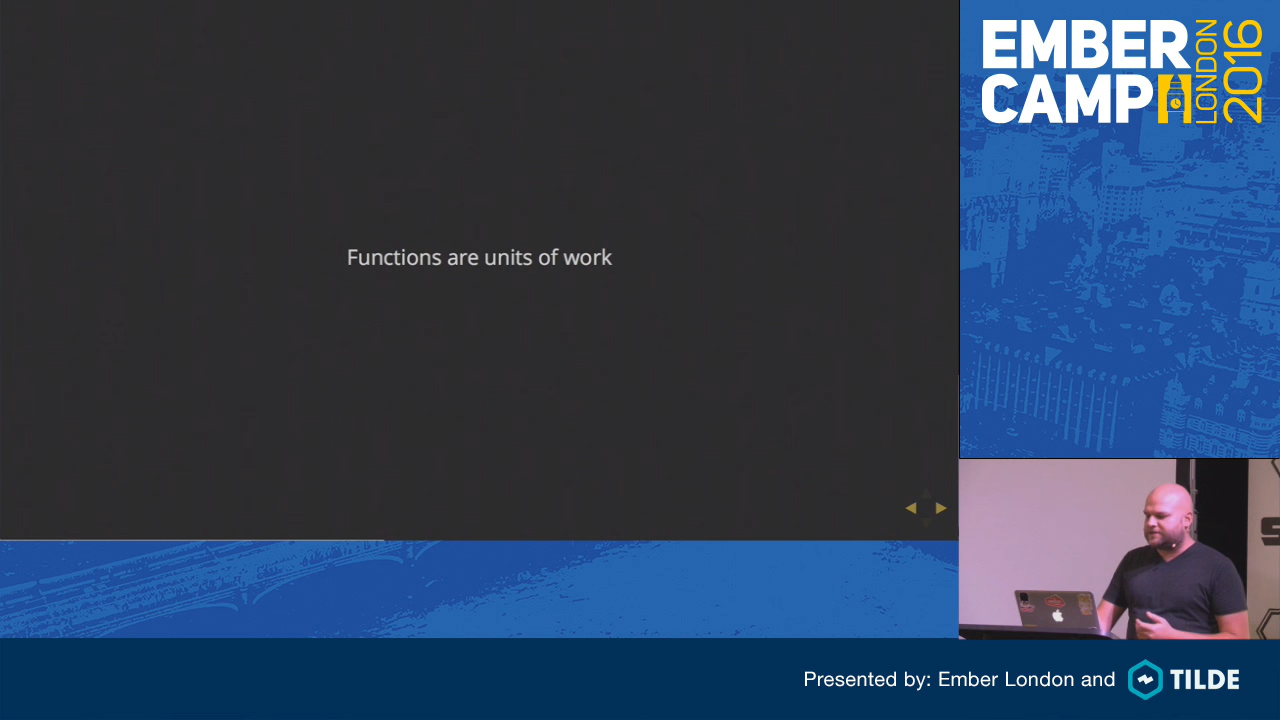 Functions are units of work
EMBER
CAMP
LONDON
2016
Presented by: Ember London and
TILDE